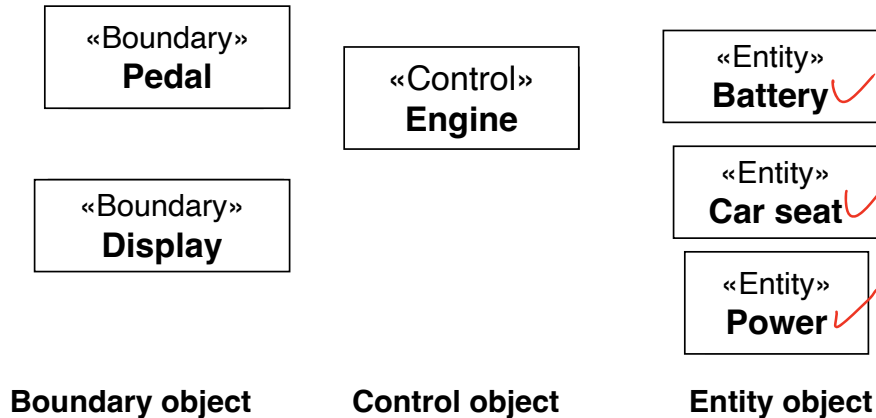 «Boundary»
Pedal
«Boundary»
Display
«Control»
Engine
«Entity»
Battery
«Entity»
Car seat
«Entity»
Power
Boundary object
Control object
Entity object